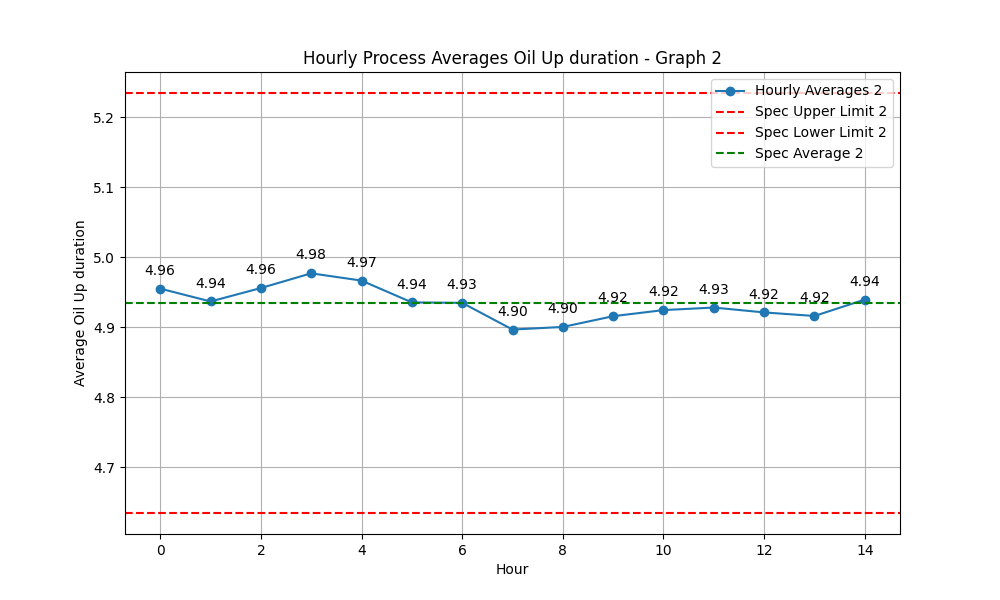 Hourly Process Averages Oil Up duration - Graph 2
Hourly Averages 2
Spec Upper Limit 2
Spec Lower Limit 2
Spec Average 2
Average Oil Up duration
5.2
5.1
5.0
4.9
4.8
4.7
4.96
4.94
4.96
4.98
4.97
4.94
4.93
4.90
4.90
4.92
4.92
4.93
4.92
4.92
4.94
0 2 4 6 8 10 12 14
Hour